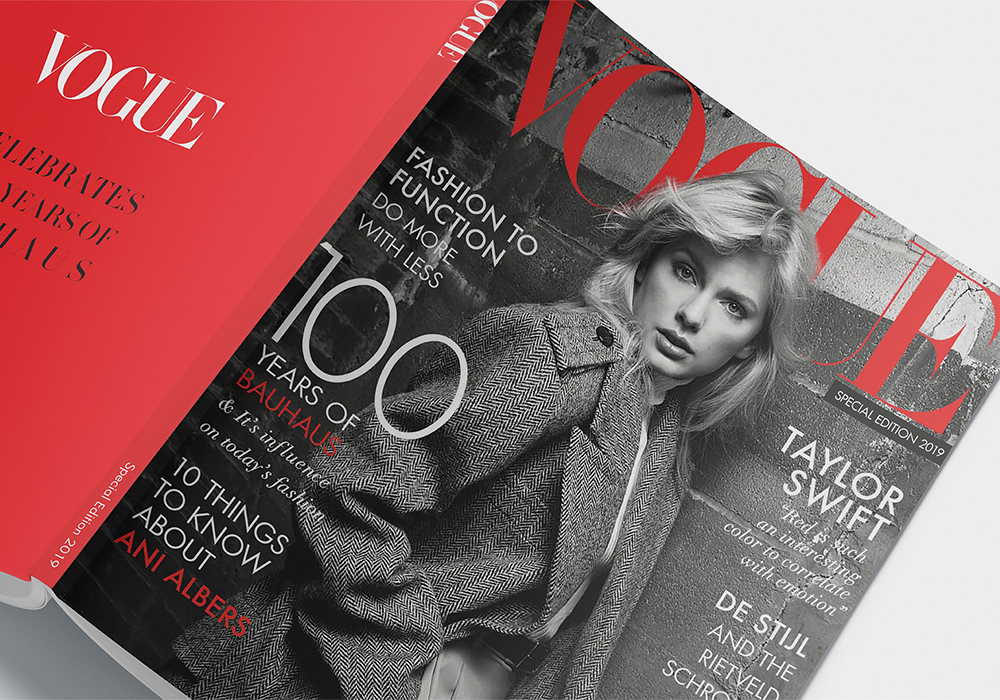 VOGUE
ELEBRATES
YEARS OF
H A U S
OGUE
Special Edition 2019
VOGUE
SPECIAL EDITION 2019
FASHION TO
FUNCTION
DO MORE
WITH LESS
100
YEARS OF
BAUHAUS
& It's influence
on today's fashion
10 THINGS
TO KNOW
ABOUT
ANI ALBERS
TAYLOR
SWIFT
"Red is such
an interesting
color to correlate
with emotion"
DE STIJL
AND THE
RIETVELD
SCHRO